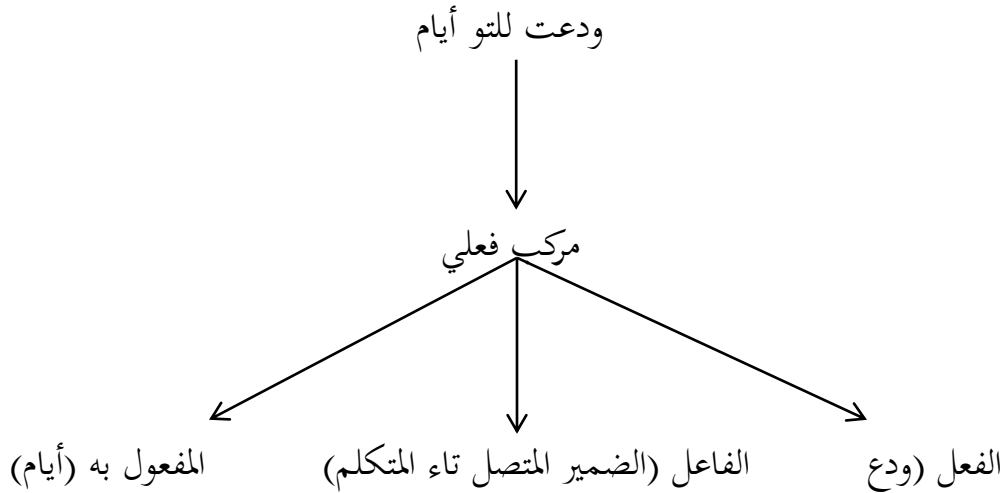 ودعت للتو أيام
مركب فعلي
الفعل (ودع الفاعل (الضمير المتصل تاء المتكلم) المفعول به (أيام)